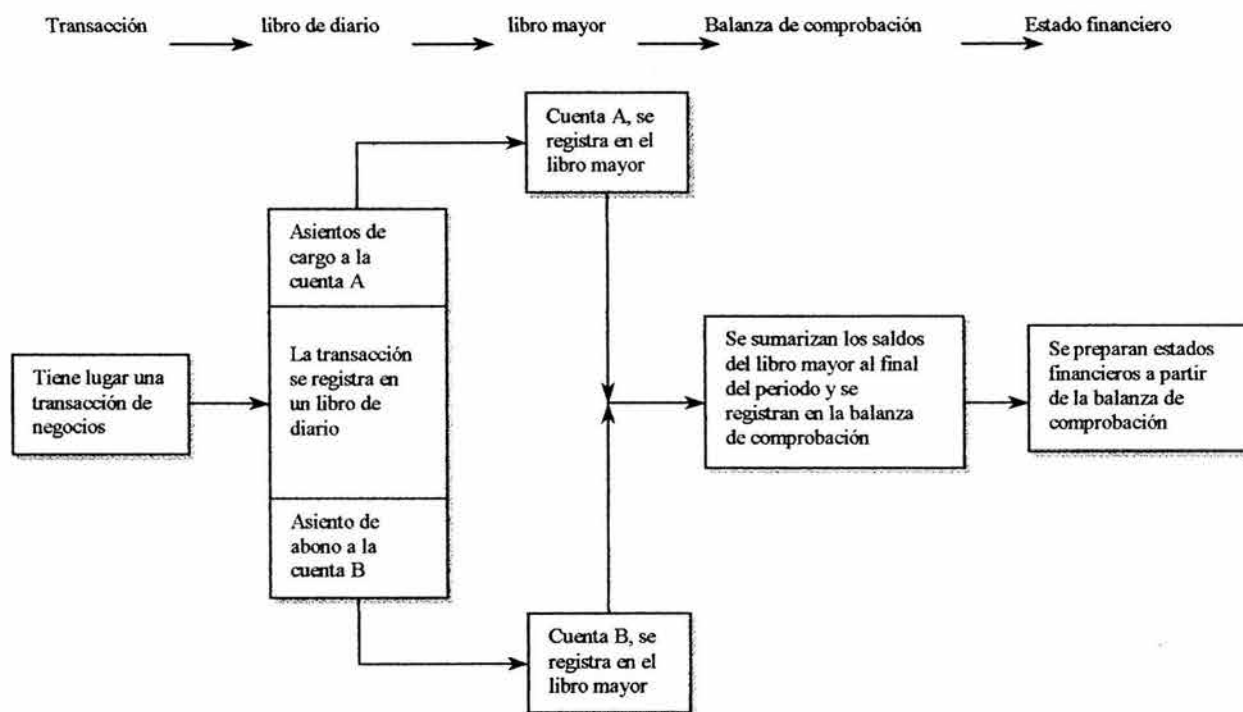 Transacción
libro de diario
libro mayor
Balanza de comprobación
Estado financiero
Cuenta A, se
registra en el
libro mayor
Asientos de
cargo a la
cuenta A
La transacción
se registra en
un libro de
diario
Asiento de
abono a la
cuenta B
Tiene lugar una
transacción de
negocios
Cuenta B, se
registra en el
libro mayor
Se sumarizan los saldos
del libro mayor al final
del periodo y se
registran en la balanza
de comprobación
Se preparan estados
financieros a partir
de la balanza de
comprobación